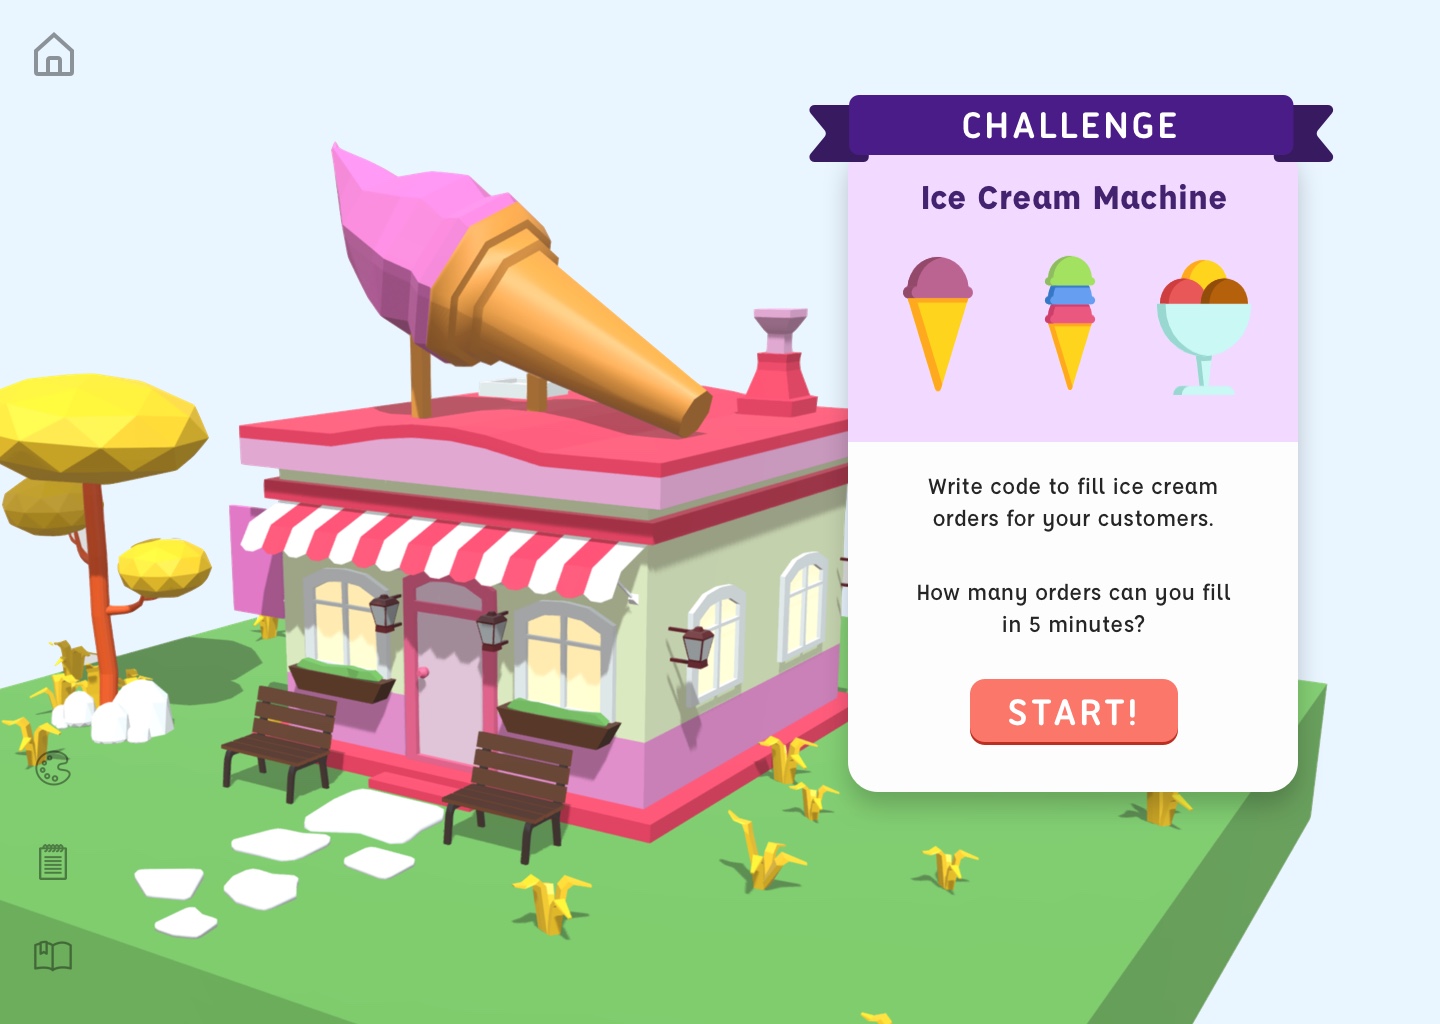 CHALLENGE
Ice Cream Machine
Write code to fill ice cream
orders for your customers.
How many orders can you fill
in 5 minutes?
START!